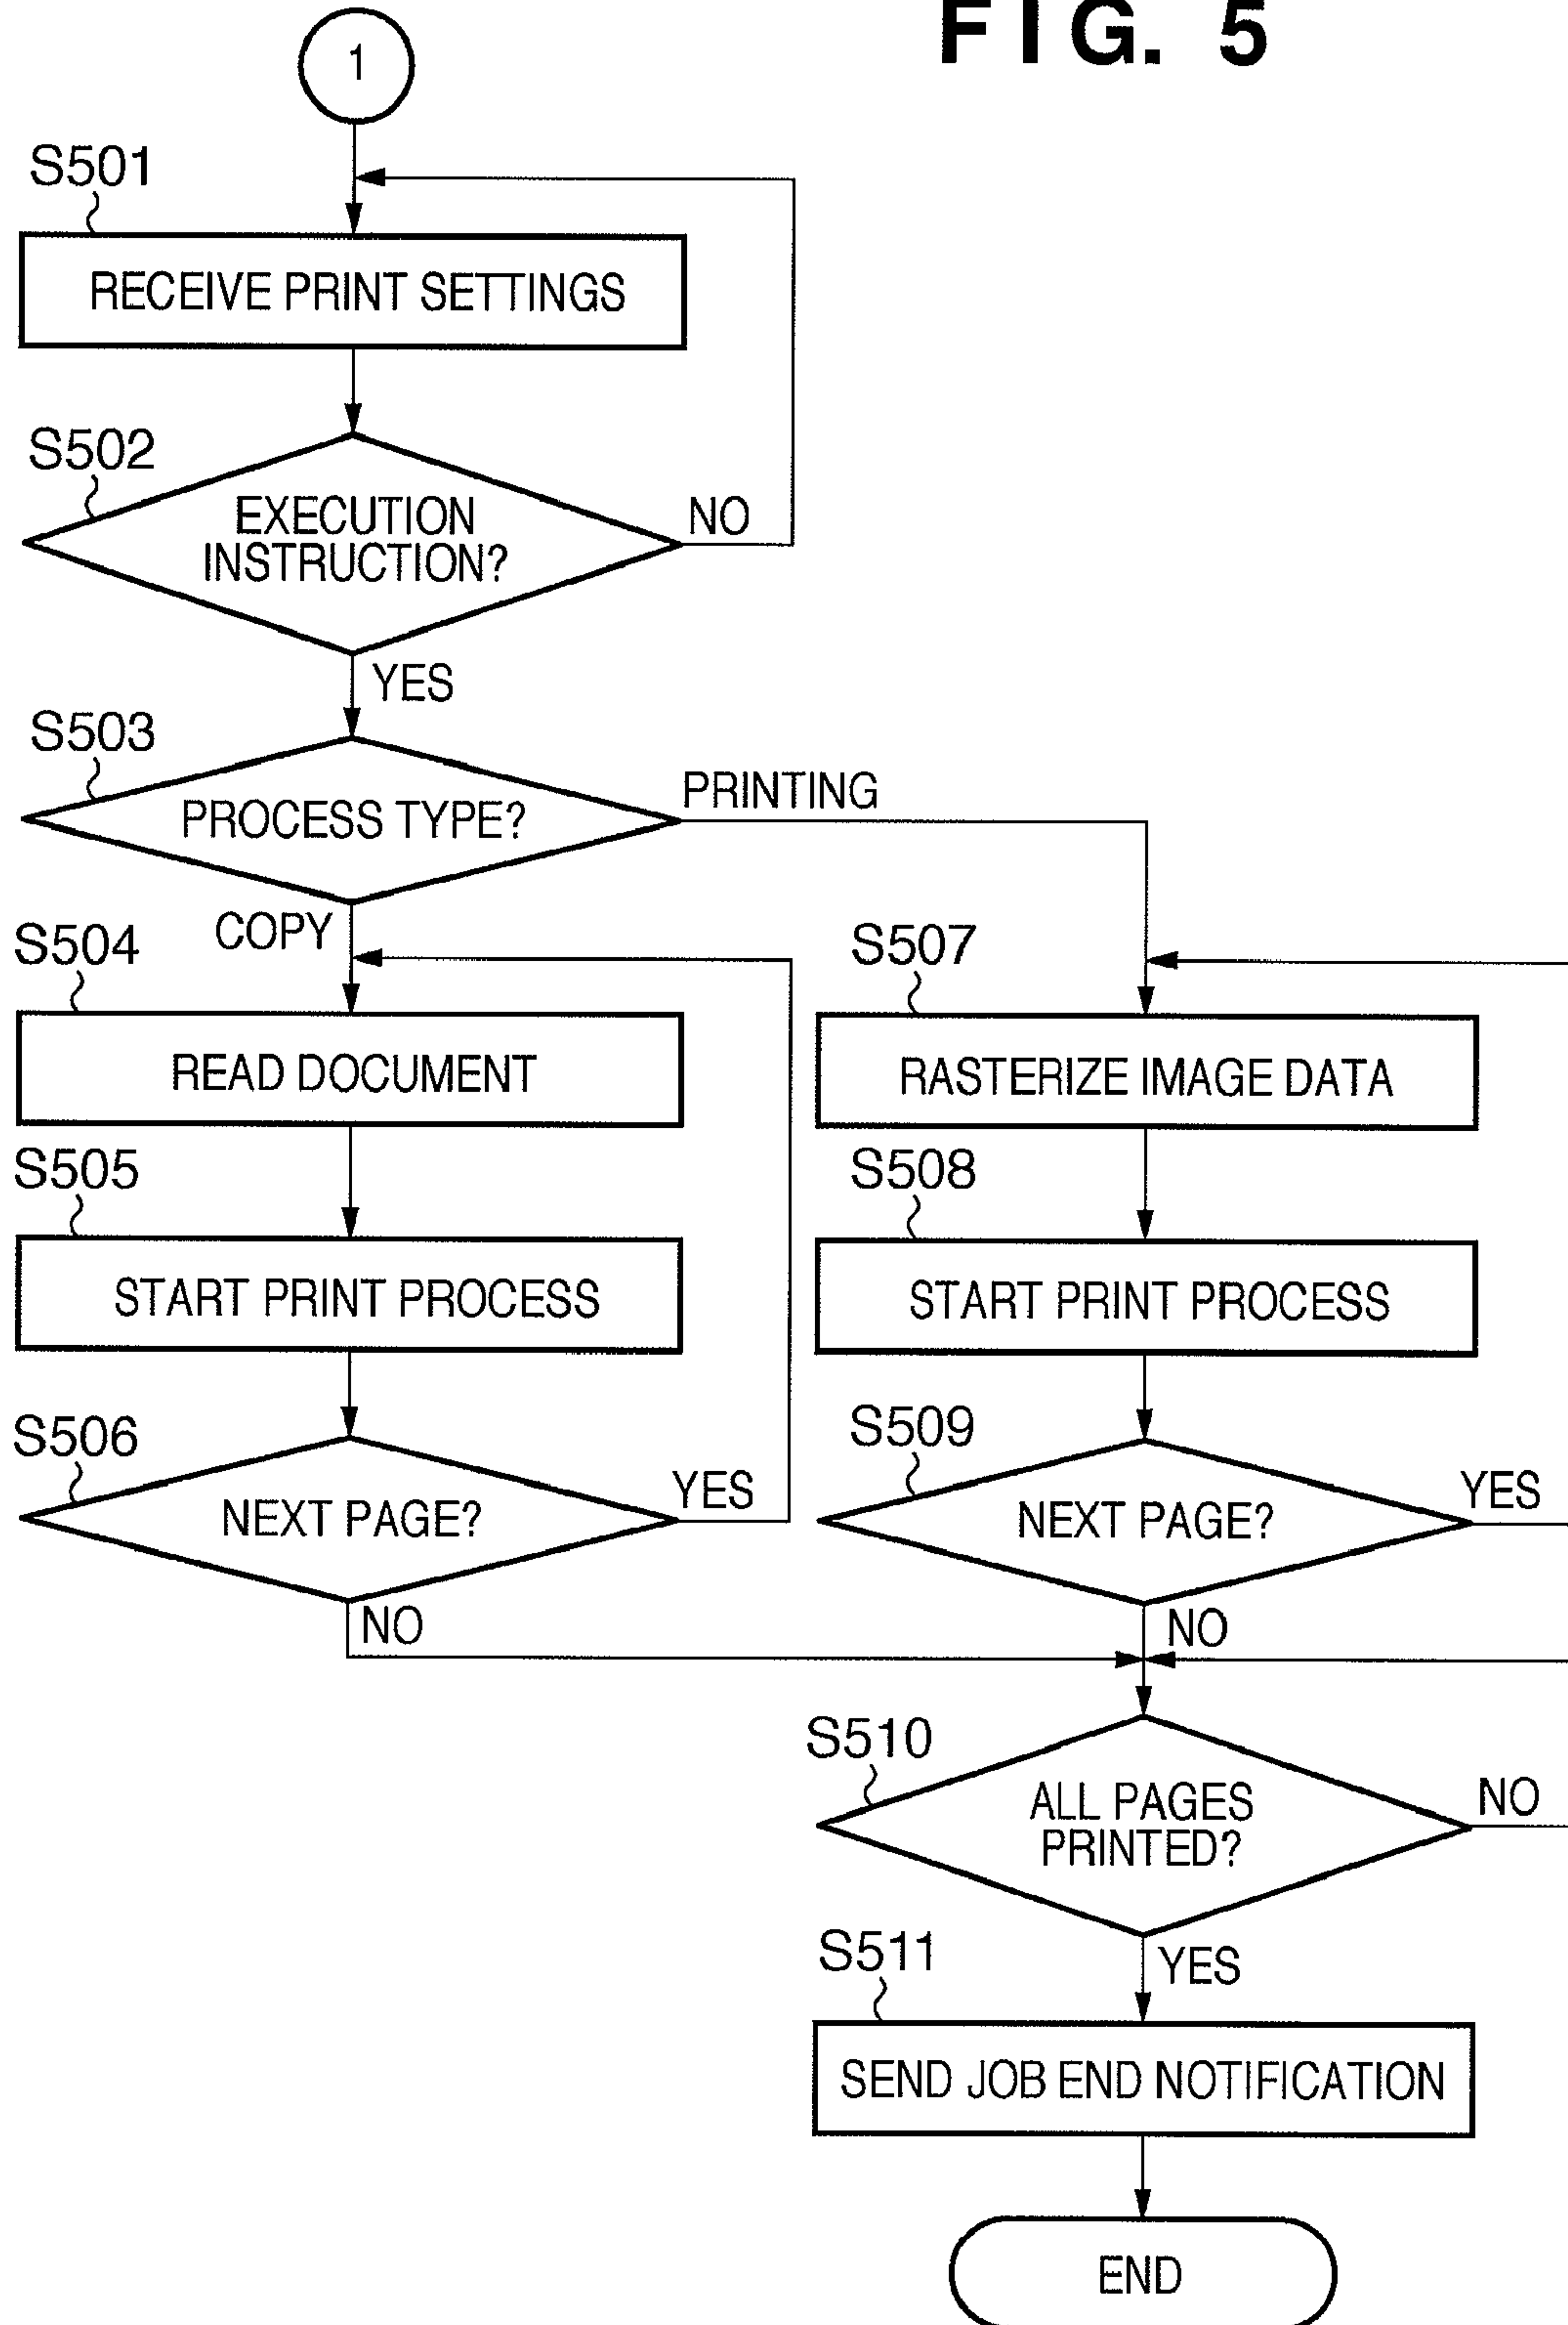 FIG. 5
1
S501
RECEIVE PRINT SETTINGS
S502
EXECUTION
INSTRUCTION?
NO
YES
S503
PROCESS TYPE?
PRINTING
COPY
S504
READ DOCUMENT
S505
START PRINT PROCESS
S506
NEXT PAGE?
YES
NO
S507
RASTERIZE IMAGE DATA
S508
START PRINT PROCESS
S509
NEXT PAGE?
YES
NO
S510
ALL PAGES
PRINTED?
NO
YES
S511
SEND JOB END NOTIFICATION
END